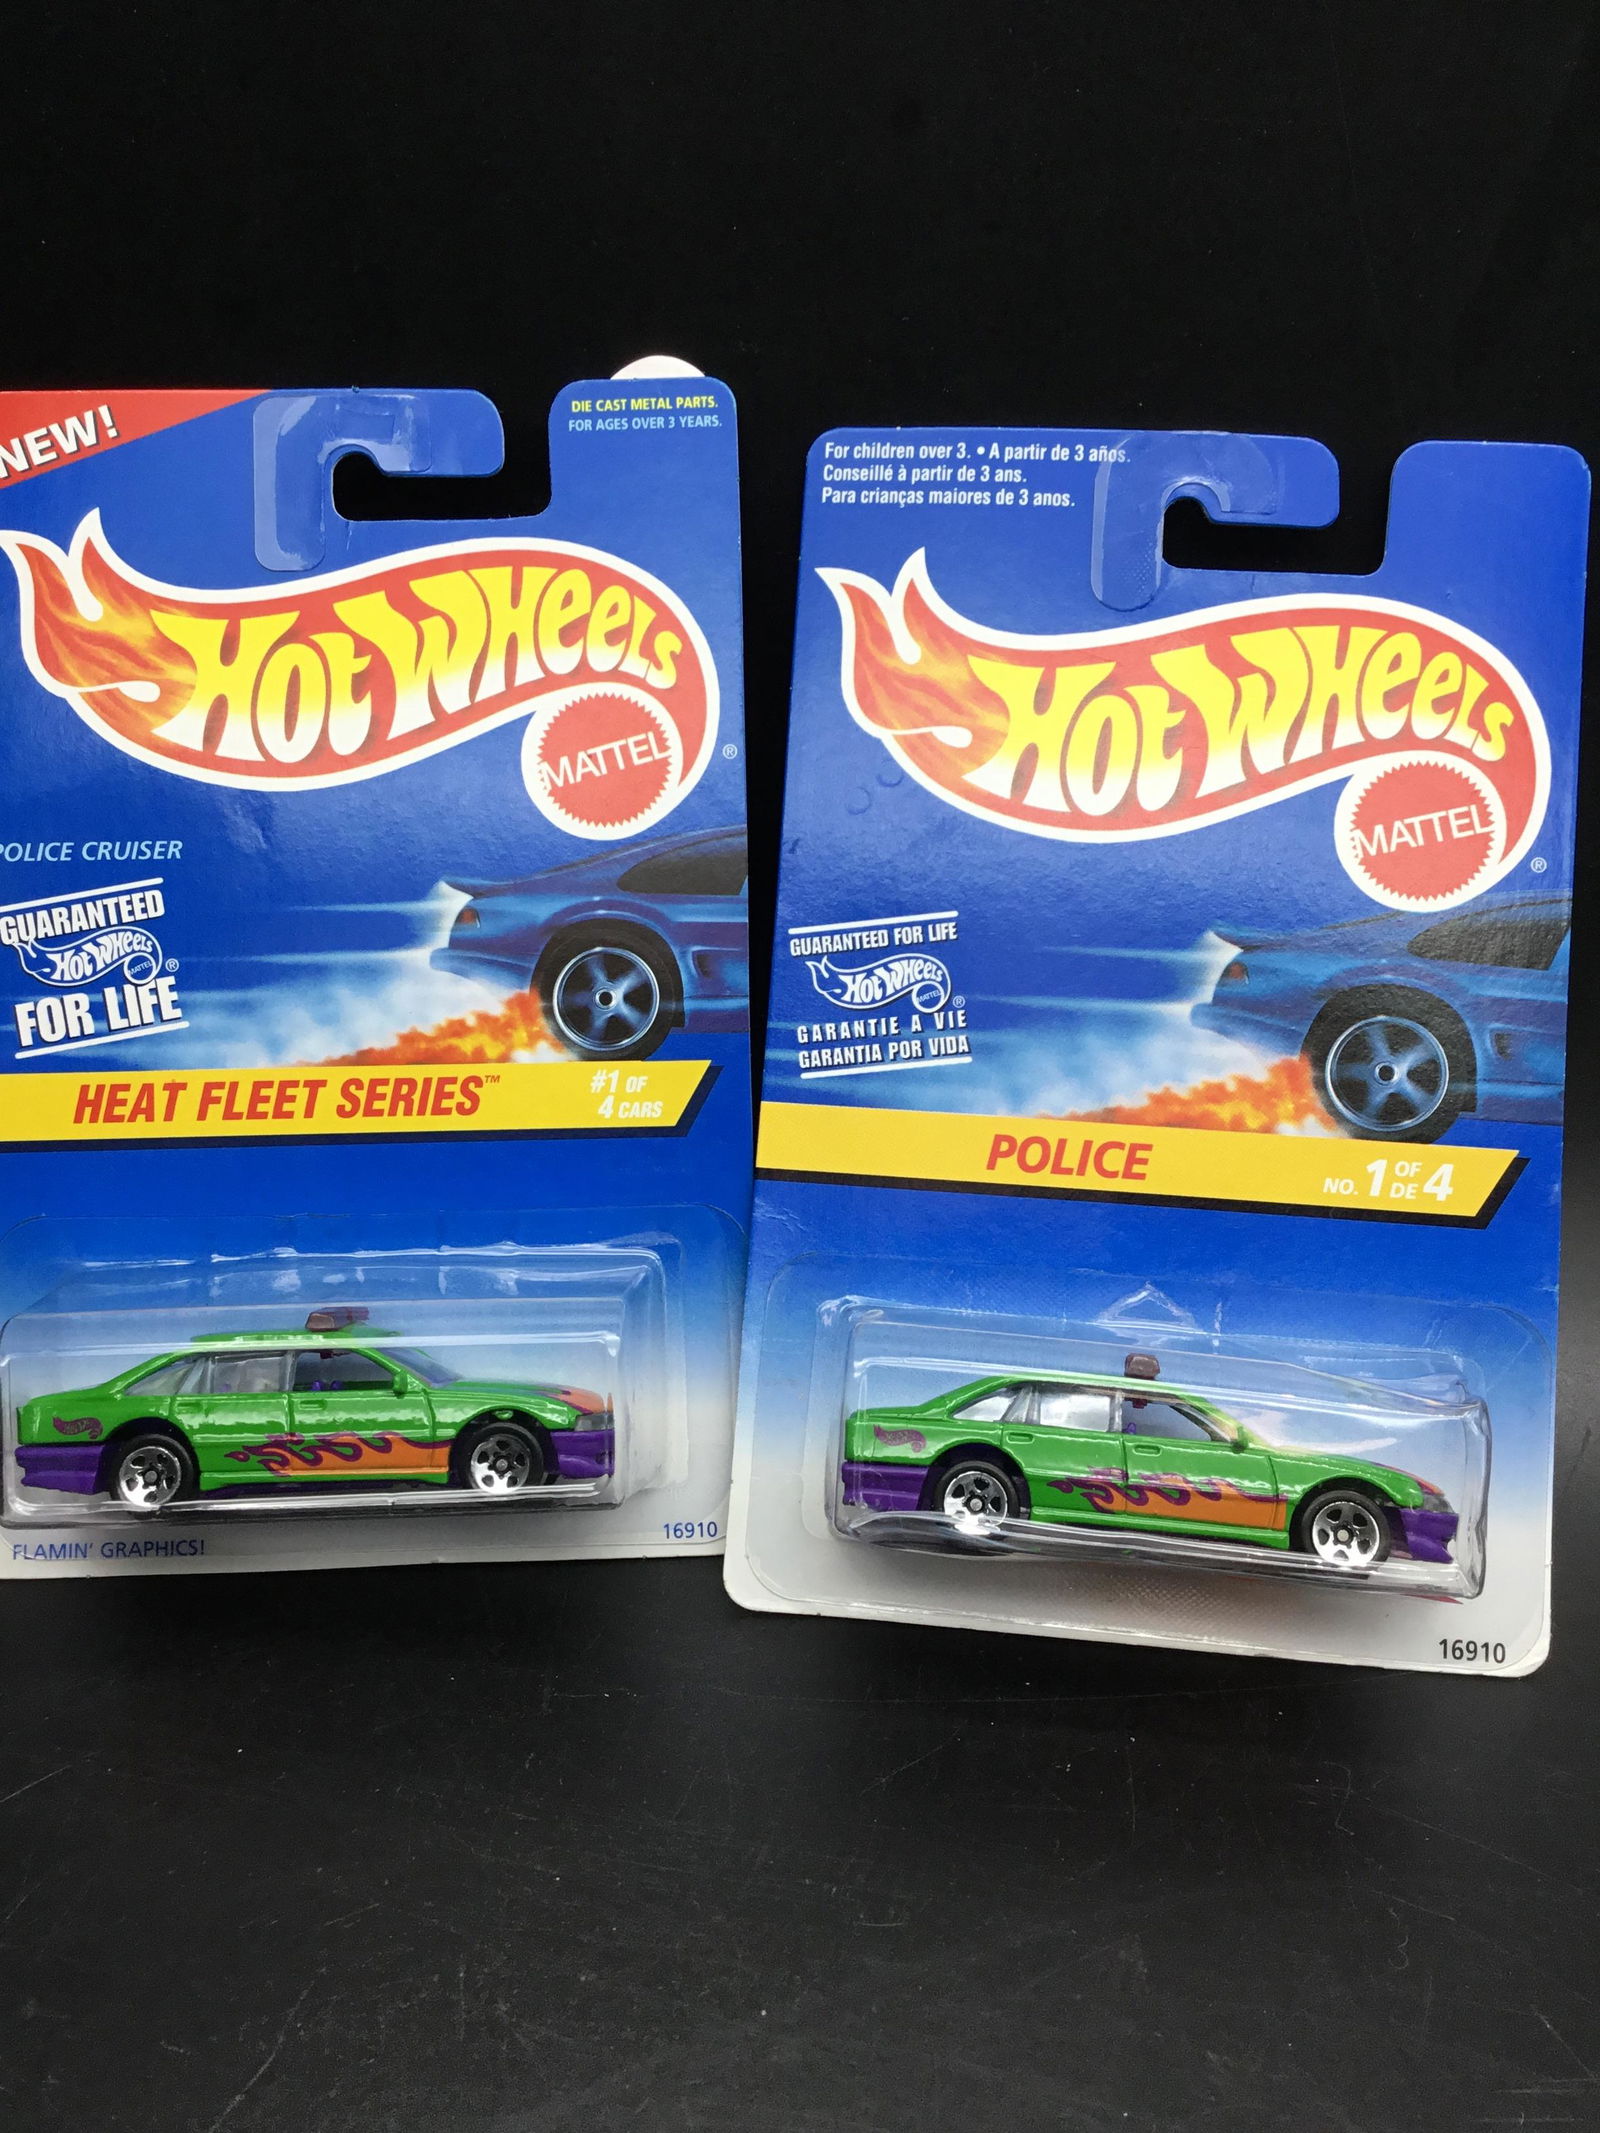 NEW!
DIE CAST METAL PARTS.
FOR AGES OVER 3 YEARS.
HOT WHEELS
MATTEL
®
POLICE CRUISER
GUARANTEED
HOT WHEELS
MATTEL
®
FOR LIFE
HEAT FLEET SERIES™
#1 OF
4 CARS
FLAMIN' GRAPHICS!
16910
For children over 3. • A partir de 3 años.
Conseillé à partir de 3 ans.
Para crianças maiores de 3 anos.
HOT WHEELS
MATTEL
®
GUARANTEED FOR LIFE
HOT WHEELS
MATTEL
®
GARANTIE A VIE
GARANTIA POR VIDA
POLICE
NO. 1 OF DE 4
16910